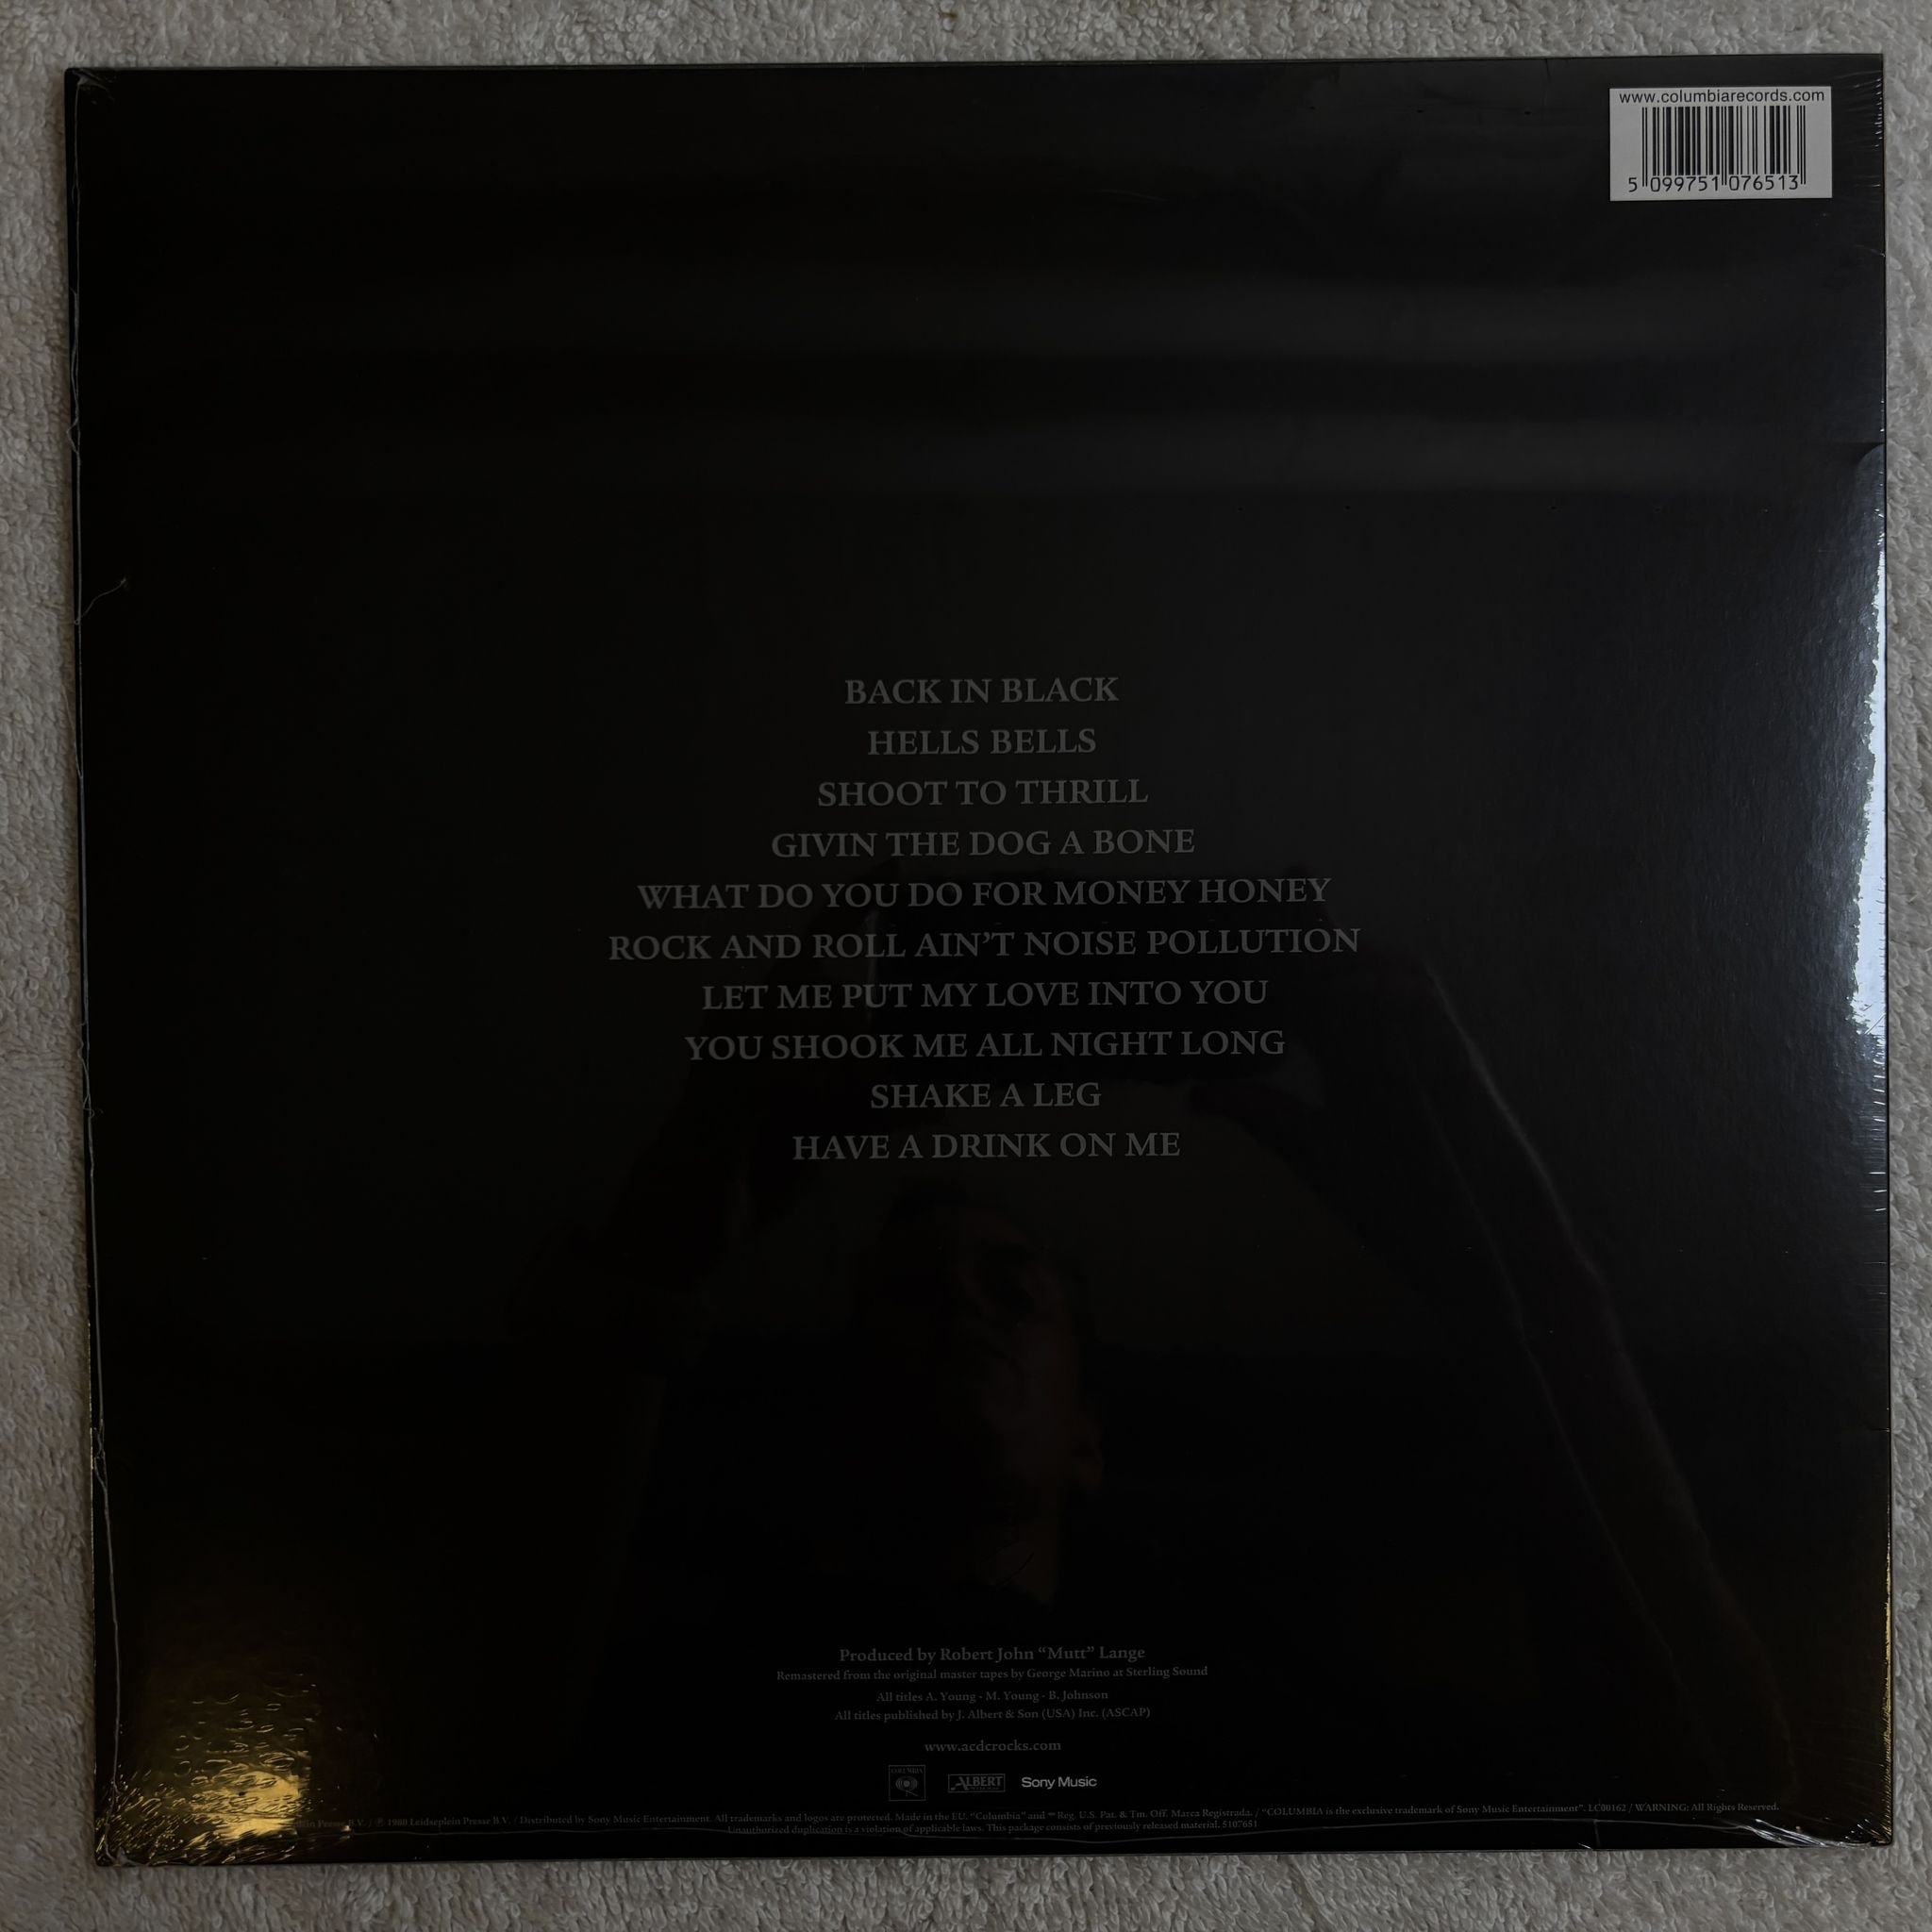 www.columbiarecords.com
5 099751 076513
BACK IN BLACK
HELLS BELLS
SHOOT TO THRILL
GIVIN THE DOG A BONE
WHAT DO YOU DO FOR MONEY HONEY
ROCK AND ROLL AIN’T NOISE POLLUTION
LET ME PUT MY LOVE INTO YOU
YOU SHOOK ME ALL NIGHT LONG
SHAKE A LEG
HAVE A DRINK ON ME
Produced by Robert John “Mutt” Lange
Remastered from the original master tapes by George Marino at Sterling Sound
All titles A. Young - M. Young - B. Johnson
All titles published by J. Albert & Son (USA) Inc. (ASCAP)
www.acdcrocks.com
COLUMBIA ALBERT Sony Music
B.V. / ℗ 1980 Leidseplein Presse B.V. / Distributed by Sony Music Entertainment. All trademarks and logos are protected. Made in the EU. “Columbia” and Reg. U.S. Pat. & Tm. Off. Marca Registrada. / “COLUMBIA is the exclusive trademark of Sony Music Entertainment”. LC00162 / WARNING: All Rights Reserved.
Unauthorized duplication is a violation of applicable laws. This package consists of previously released material. 5107651